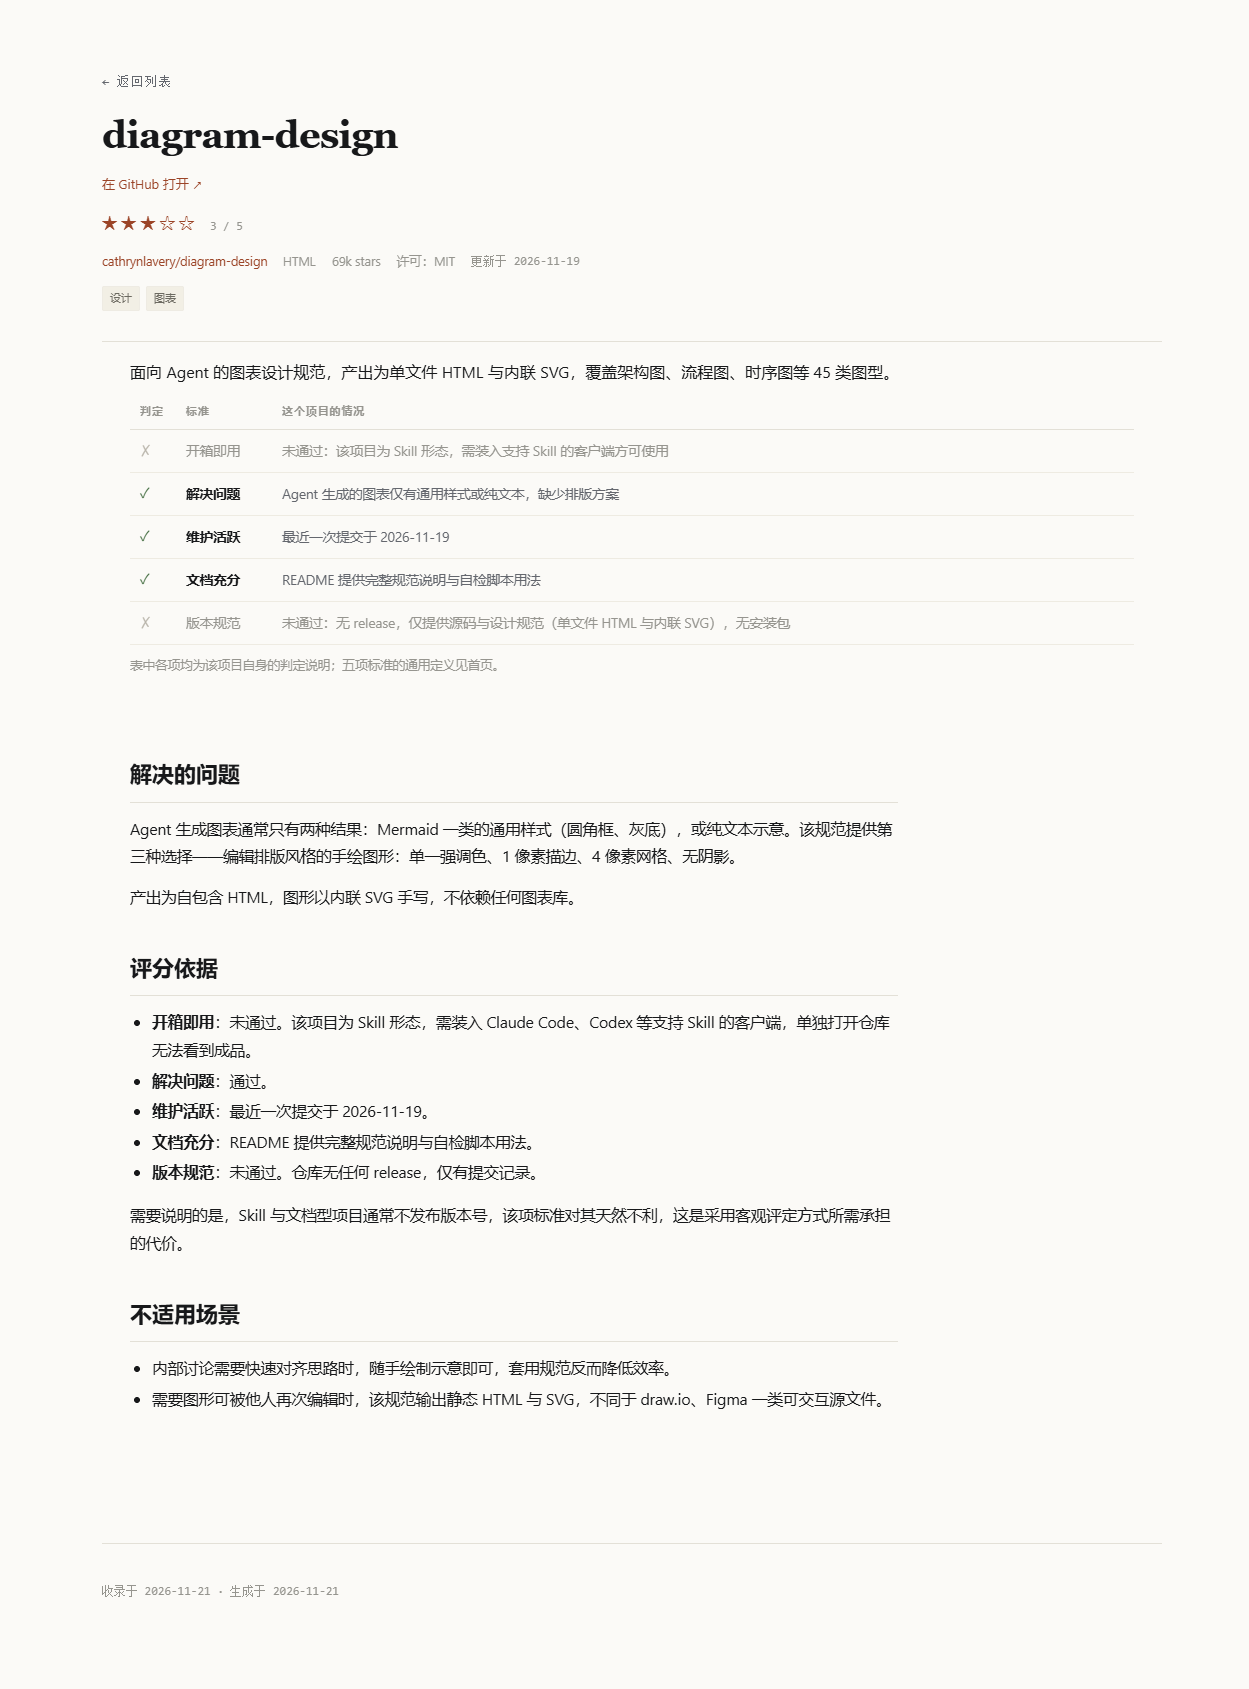 ← 返回列表
diagram-design
在 GitHub 打开 ↗
★★★☆☆ 3 / 5
cathrynlavery/diagram-design HTML 69k stars 许可：MIT 更新于 2026-11-19
设计 图表
面向 Agent 的图表设计规范，产出为单文件 HTML 与内联 SVG，覆盖架构图、流程图、时序图等 45 类图型。
判定 标准 这个项目的情况
✗ 开箱即用 未通过：该项目为 Skill 形态，需装入支持 Skill 的客户端方可使用
✓ 解决问题 Agent 生成的图表仅有通用样式或纯文本，缺少排版方案
✓ 维护活跃 最近一次提交于 2026-11-19
✓ 文档充分 README 提供完整规范说明与自检脚本用法
✗ 版本规范 未通过：无 release，仅提供源码与设计规范（单文件 HTML 与内联 SVG），无安装包
表中各项均为该项目自身的判定说明；五项标准的通用定义见首页。
解决的问题
Agent 生成图表通常只有两种结果：Mermaid 一类的通用样式（圆角框、灰底），或纯文本示意。该规范提供第
三种选择——编辑排版风格的手绘图形：单一强调色、1 像素描边、4 像素网格、无阴影。
产出为自包含 HTML，图形以内联 SVG 手写，不依赖任何图表库。
评分依据
• 开箱即用：未通过。该项目为 Skill 形态，需装入 Claude Code、Codex 等支持 Skill 的客户端，单独打开仓库
无法看到成品。
• 解决问题：通过。
• 维护活跃：最近一次提交于 2026-11-19。
• 文档充分：README 提供完整规范说明与自检脚本用法。
• 版本规范：未通过。仓库无任何 release，仅有提交记录。
需要说明的是，Skill 与文档型项目通常不发布版本号，该项标准对其天然不利，这是采用客观评定方式所需承担
的代价。
不适用场景
• 内部讨论需要快速对齐思路时，随手绘制示意即可，套用规范反而降低效率。
• 需要图形可被他人再次编辑时，该规范输出静态 HTML 与 SVG，不同于 draw.io、Figma 一类可交互源文件。
收录于 2026-11-21 · 生成于 2026-11-21